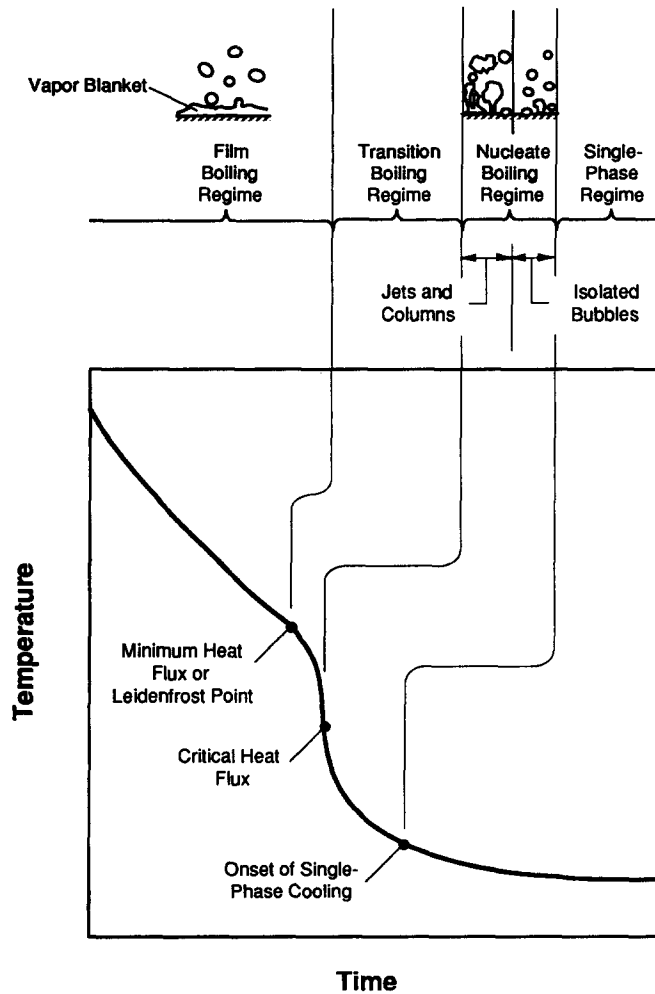 Vapor Blanket
Film
Boiling
Regime
Transition
Boiling
Regime
Nucleate
Boiling
Regime
Single-
Phase
Regime
Jets and
Columns
Isolated
Bubbles
Temperature
Minimum Heat
Flux or
Leidenfrost Point
Critical Heat
Flux
Onset of Single-
Phase Cooling
Time